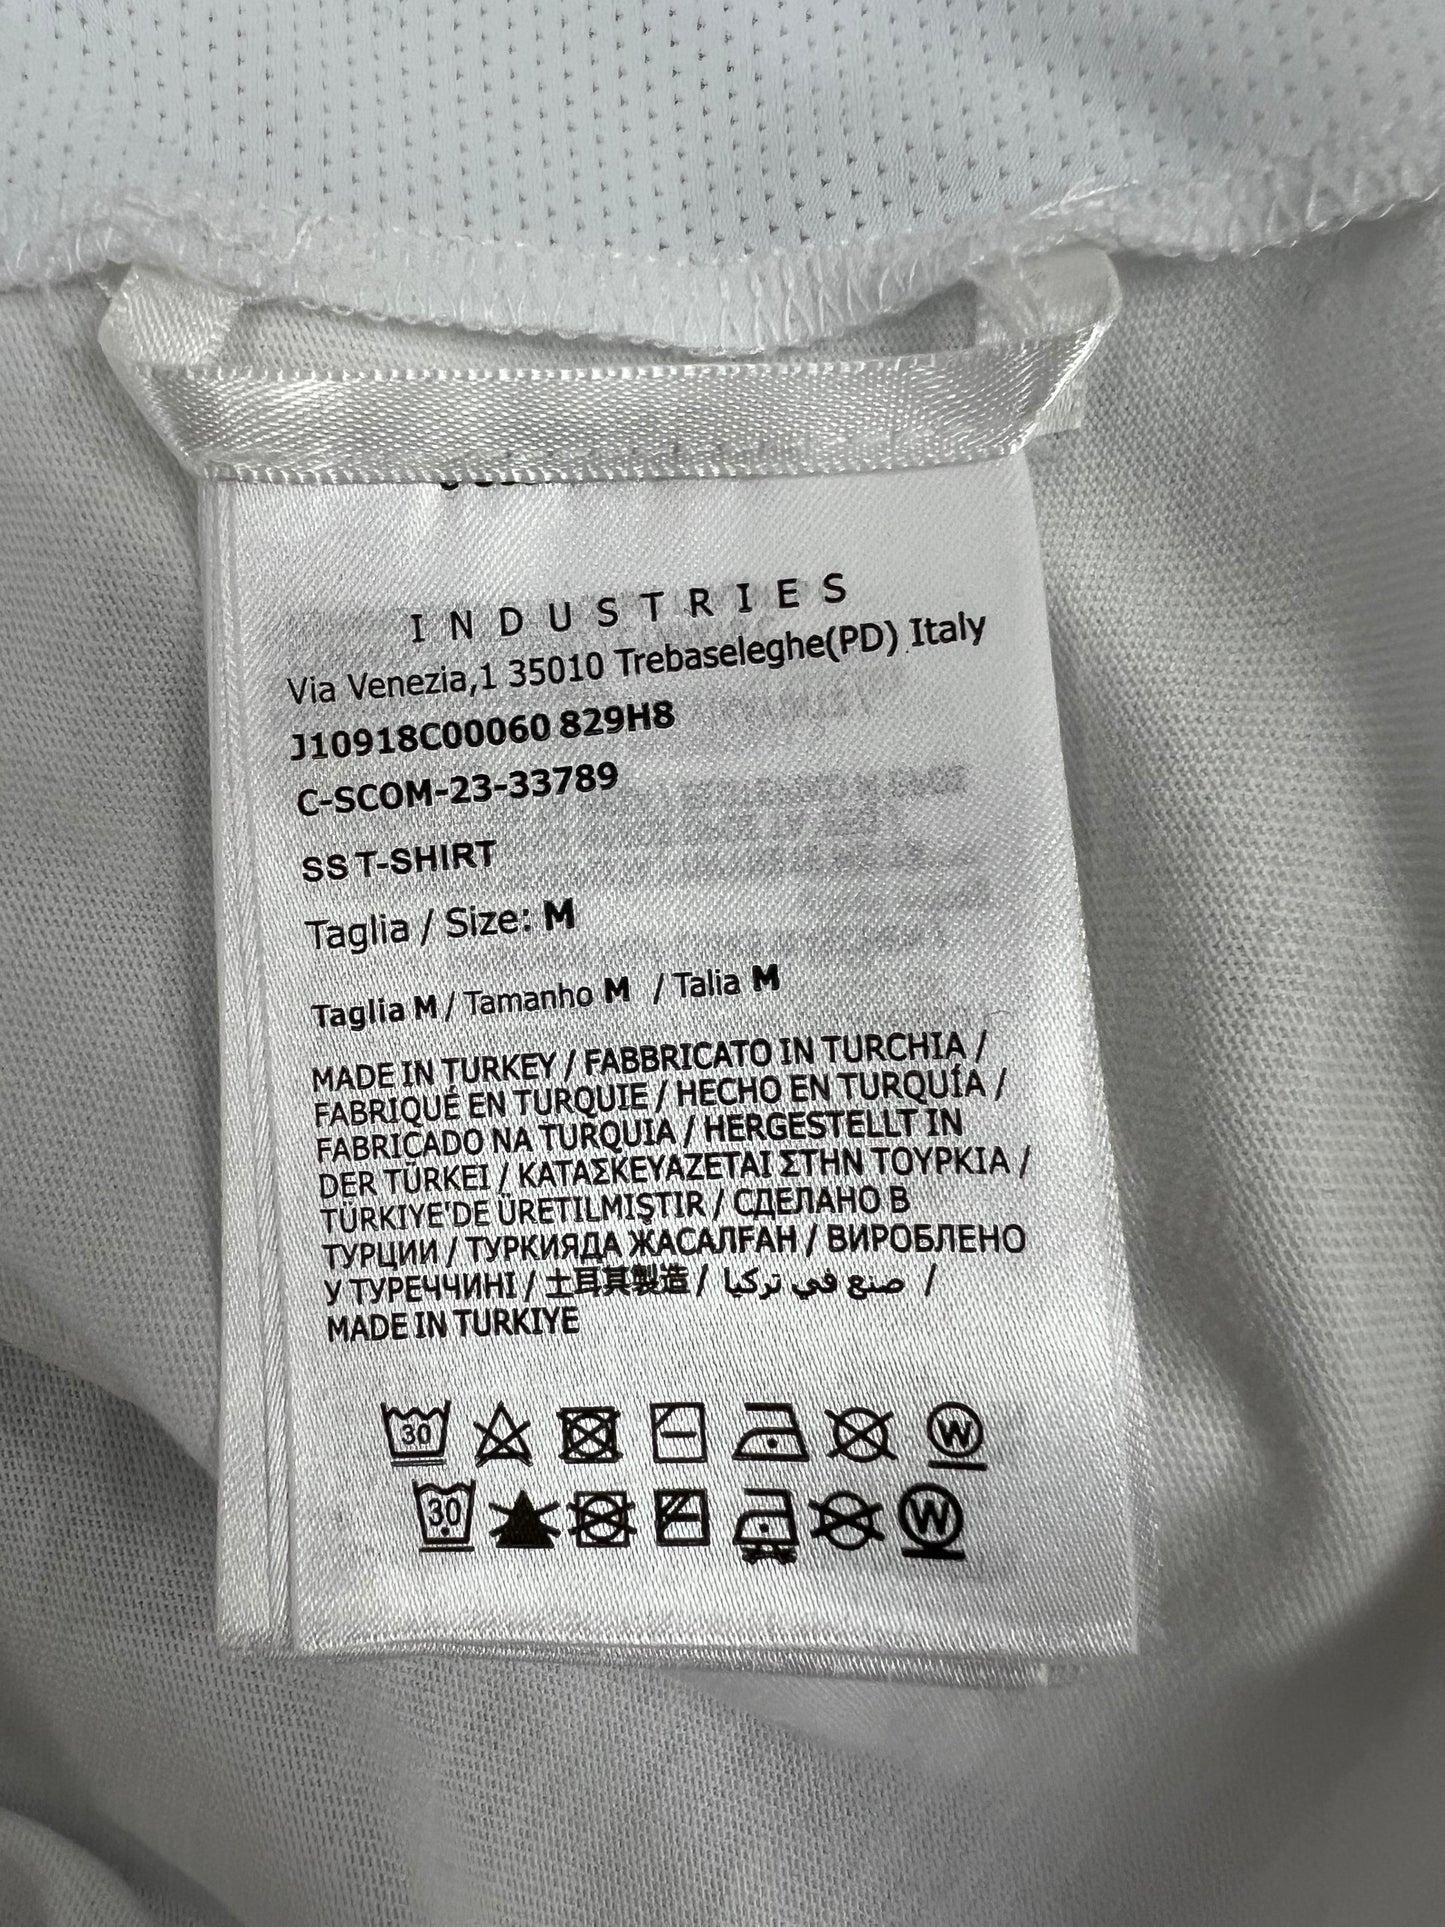 INDUSTRIES
Via Venezia,1 35010 Trebaseleghe(PD) Italy
J10918C00060 829H8
C-SCOM-23-33789
SS T-SHIRT
Taglia / Size: M
Taglia M / Tamanho M / Talia M
MADE IN TURKEY / FABBRICATO IN TURCHIA /
FABRIQUÉ EN TURQUIE / HECHO EN TURQUÍA /
FABRICADO NA TURQUIA / HERGESTELLT IN
DER TÜRKEI / ΚΑΤΑΣΚΕΥΑΖΕΤΑΙ ΣΤΗΝ ΤΟΥΡΚΙΑ /
TÜRKIYE'DE ÜRETILMIŞTIR / СДЕЛАНО В
ТУРЦИИ / ТУРКИЯДА ЖАСАЛҒАН / ВИРОБЛЕНО
У ТУРЕЧЧИНІ / 土耳其製造 / صنع في تركيا /
MADE IN TURKIYE
30 W
30 W